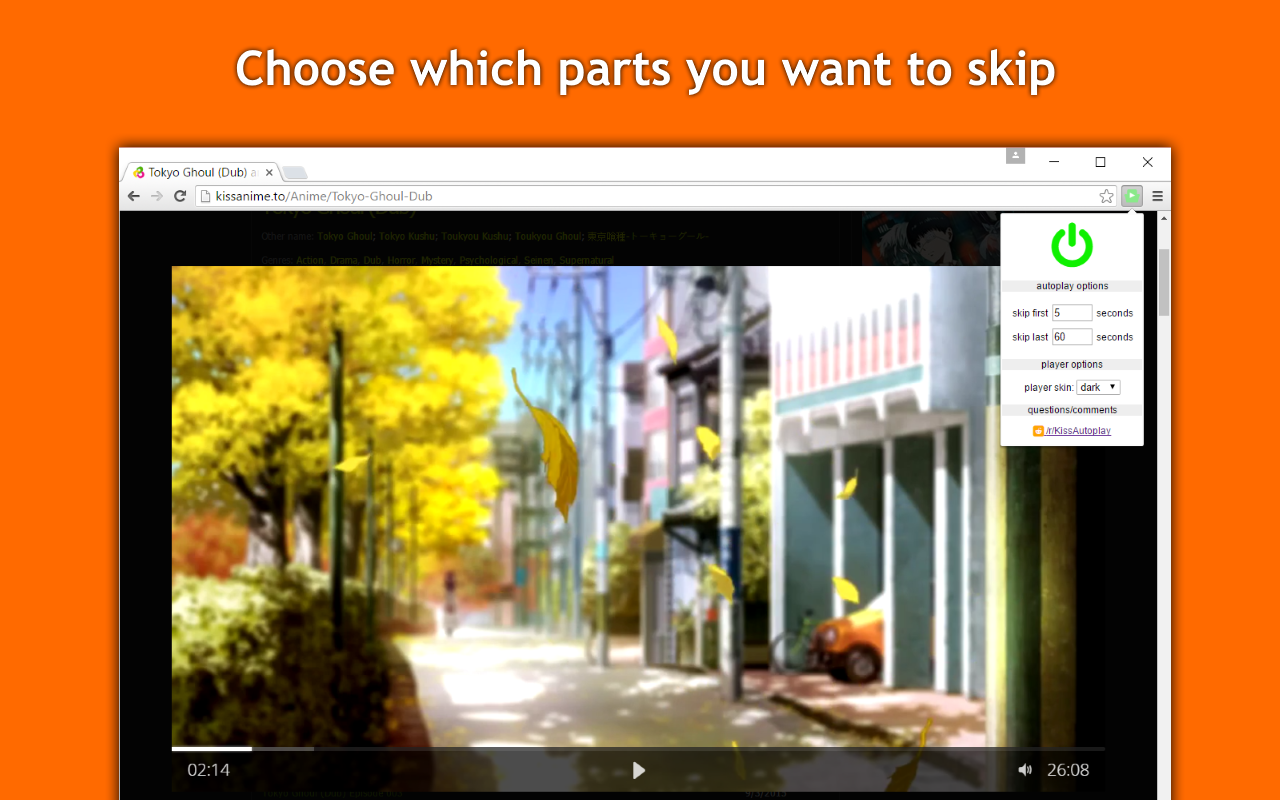 Choose which parts you want to skip
Tokyo Ghoul (Dub) a
kissanime.to/Anime/Tokyo-Ghoul-Dub
Tokyo Ghoul (Dub)
Other name: Tokyo Ghoul; Tokyo Kushu; Toukyou Kushu; Toukyou Ghoul; 東京喰種-トーキョーグール-
Genres: Action, Drama, Dub, Horror, Mystery, Psychological, Seinen, Supernatural
autoplay options
skip first 5 seconds
skip last 60 seconds
player options
player skin: dark
questions/comments
/r/KissAutoplay
02:14
26:08